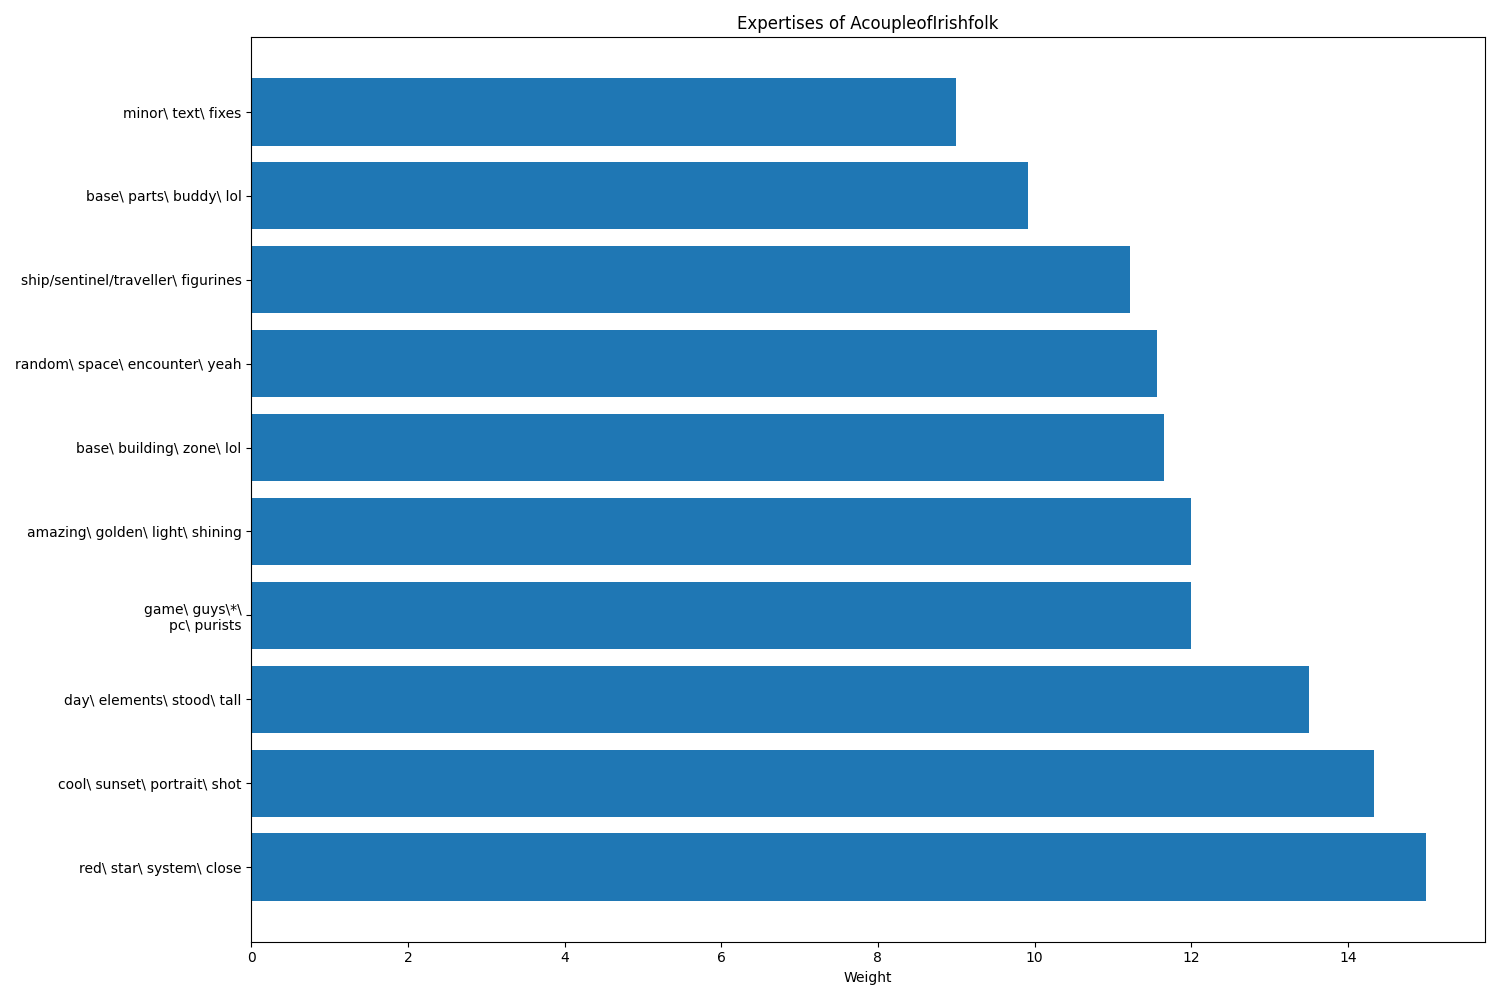 Expertises of AcoupleofIrishfolk
minor\ text\ fixes
base\ parts\ buddy\ lol
ship/sentinel/traveller\ figurines
random\ space\ encounter\ yeah
base\ building\ zone\ lol
amazing\ golden\ light\ shining
game\ guys\*\
pc\ purists
day\ elements\ stood\ tall
cool\ sunset\ portrait\ shot
red\ star\ system\ close
0 2 4 6 8 10 12 14
Weight